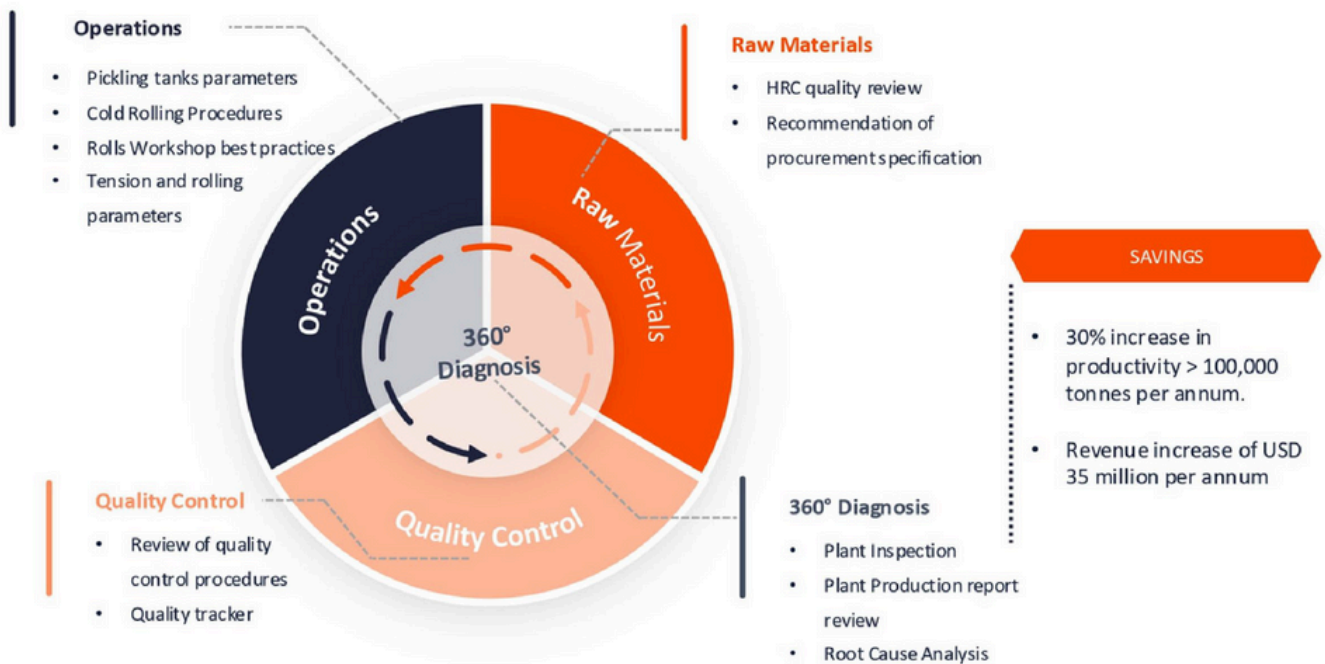 Operations
• Pickling tanks parameters
• Cold Rolling Procedures
• Rolls Workshop best practices
• Tension and rolling
parameters
Raw Materials
• HRC quality review
• Recommendation of
procurement specification
Operations
Raw Materials
Quality Control
360°
Diagnosis
SAVINGS
• 30% increase in
productivity > 100,000
tonnes per annum.
• Revenue increase of USD
35 million per annum
Quality Control
• Review of quality
control procedures
• Quality tracker
360° Diagnosis
• Plant Inspection
• Plant Production report
review
• Root Cause Analysis